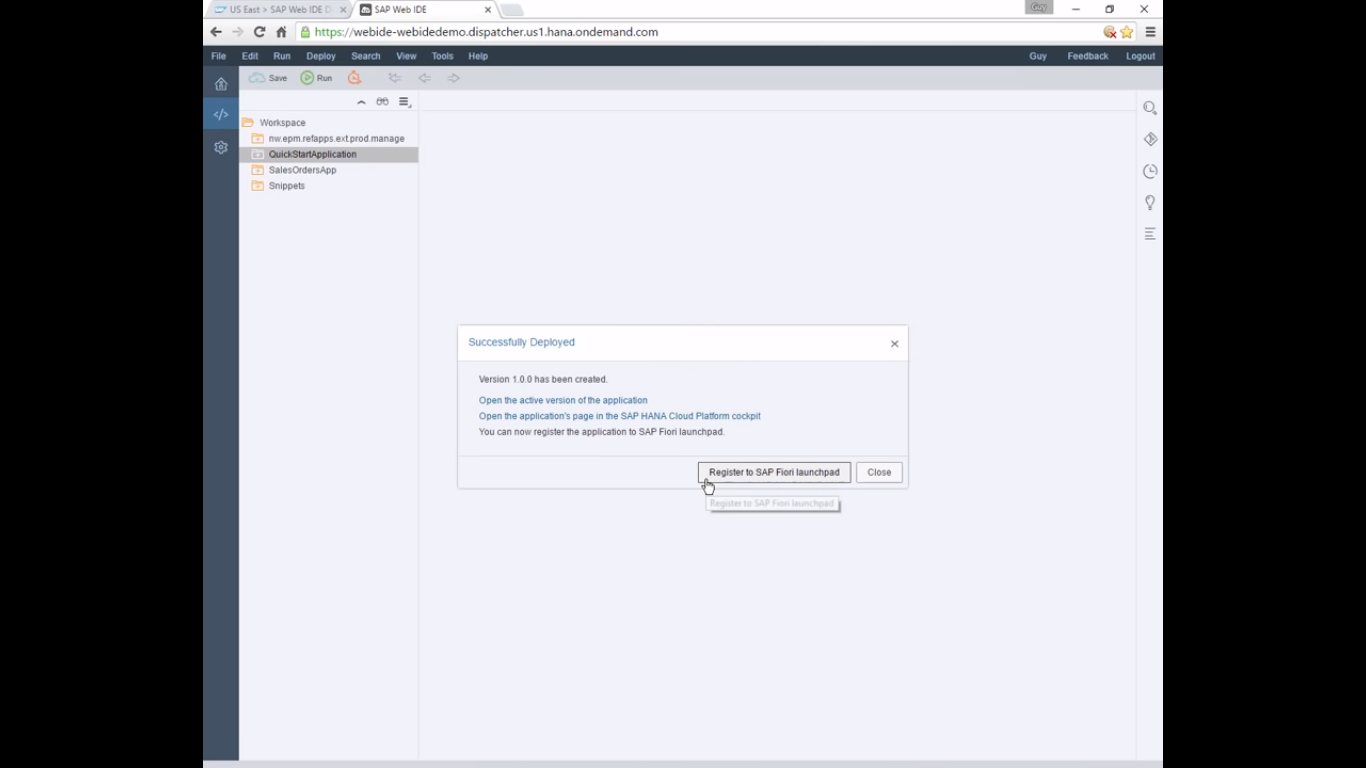 US East > SAP Web IDE D
SAP Web IDE
Guy
https://webide-webidedemo.dispatcher.us1.hana.ondemand.com
File Edit Run Deploy Search View Tools Help Guy Feedback Logout
Save Run
Workspace
nw.epm.refapps.ext.prod.manage
QuickStartApplication
SalesOrdersApp
Snippets
Successfully Deployed
Version 1.0.0 has been created.
Open the active version of the application
Open the application's page in the SAP HANA Cloud Platform cockpit
You can now register the application to SAP Fiori launchpad.
Register to SAP Fiori launchpad Close
Register to SAP Fiori launchpad